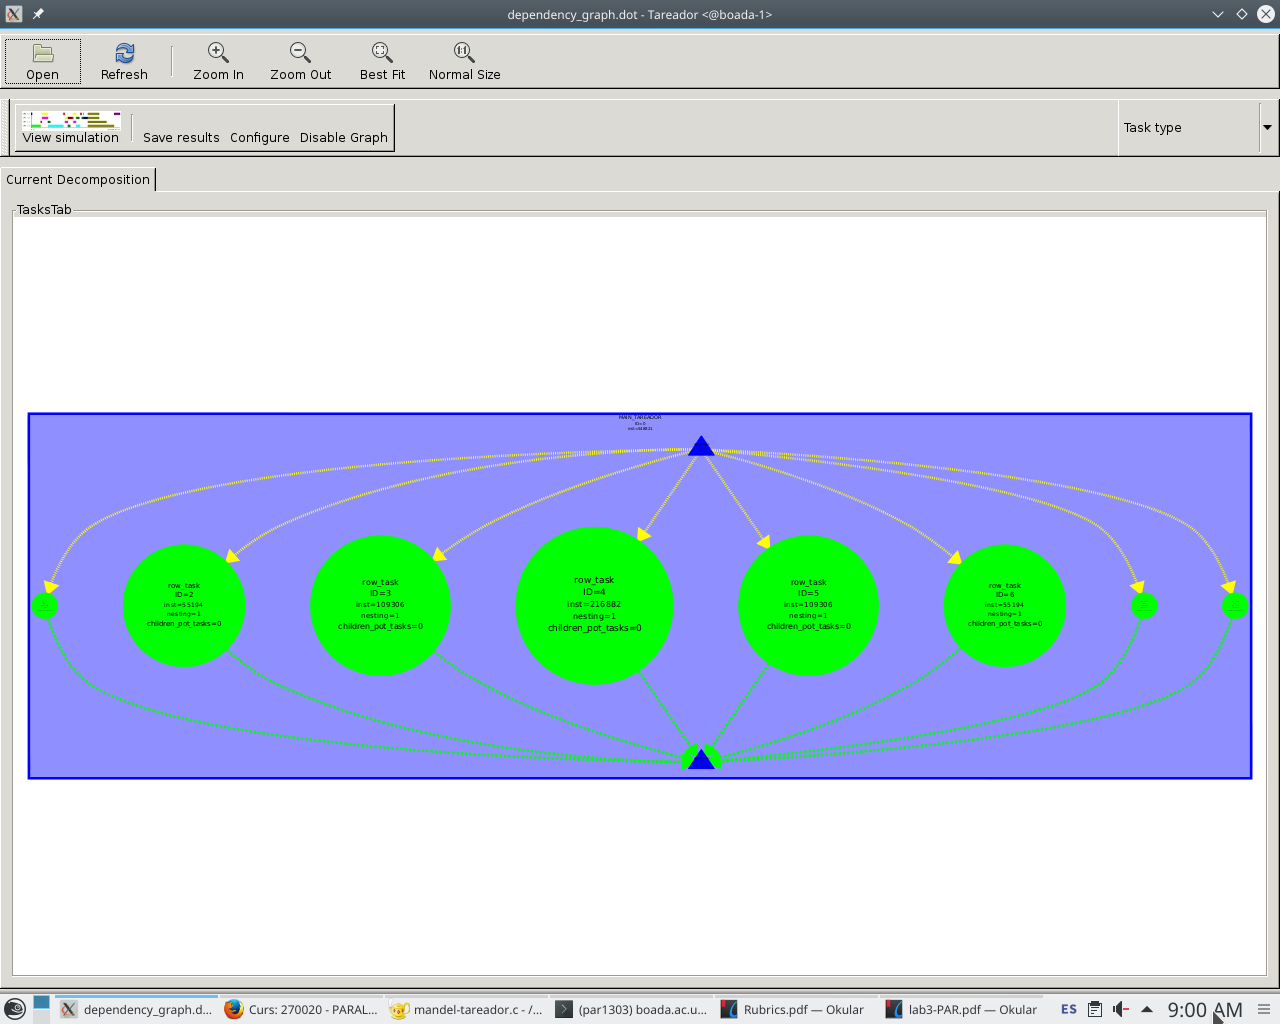 dependency_graph.dot - Tareador <@boada-1>
Open
Refresh
Zoom In
Zoom Out
Best Fit
Normal Size
View simulation
Save results
Configure
Disable Graph
Task type
Current Decomposition
TasksTab
MAIN_TAREADOR
ID=0
row_task
ID=2
inst=55194
nesting=1
children_pot_tasks=0
row_task
ID=3
inst=109306
nesting=1
children_pot_tasks=0
row_task
ID=4
inst=216882
nesting=1
children_pot_tasks=0
row_task
ID=5
inst=109306
nesting=1
children_pot_tasks=0
row_task
ID=6
inst=55194
nesting=1
children_pot_tasks=0
dependency_graph.d...
Curs: 270020 - PARAL...
mandel-tareador.c - /...
(par1303) boada.ac.u...
Rubrics.pdf — Okular
lab3-PAR.pdf — Okular
ES
9:00 AM